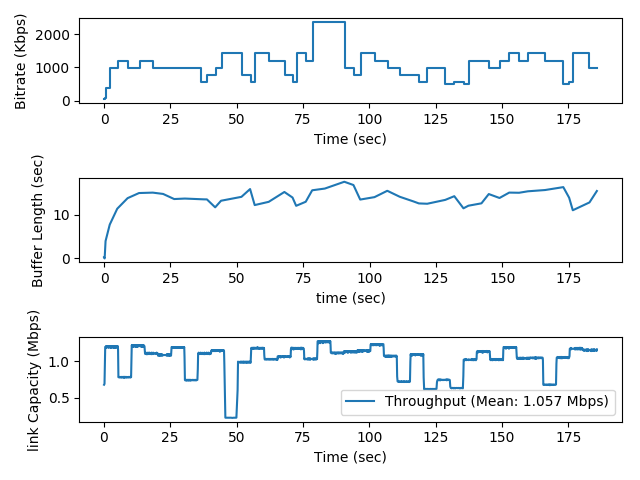 Bitrate (Kbps)
2000
1000
0
0 25 50 75 100 125 150 175
Time (sec)
Buffer Length (sec)
10
0
0 25 50 75 100 125 150 175
time (sec)
link Capacity (Mbps)
1.0
0.5
Throughput (Mean: 1.057 Mbps)
0 25 50 75 100 125 150 175
Time (sec)